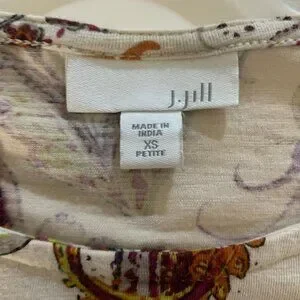 J.Jill
MADE IN
INDIA
XS
PETITE